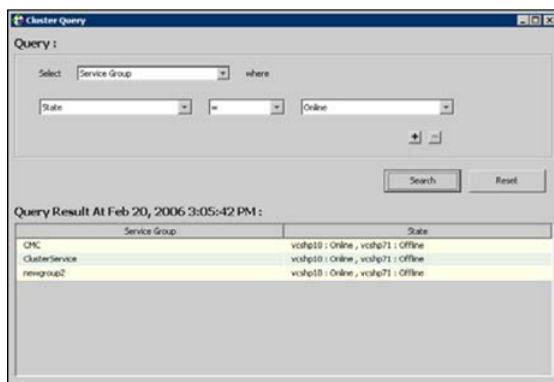 Cluster Query
Query :
Select Service Group where
State = Online
+ -
Search Reset
Query Result At Feb 20, 2006 3:05:42 PM :
Service Group State
CMC vcshp10 : Online , vcshp71 : Offline
ClusterService vcshp10 : Online , vcshp71 : Offline
newgroup2 vcshp10 : Online , vcshp71 : Offline